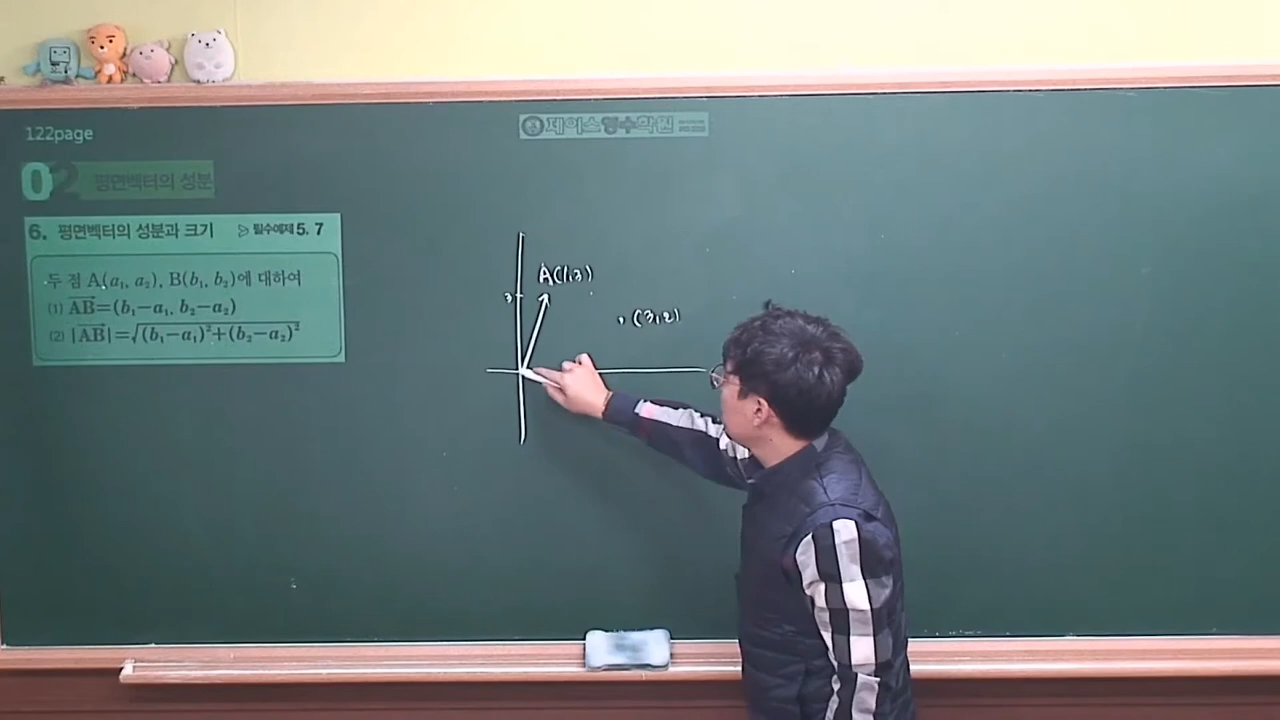 122page
제이스영수학원
02 평면벡터의 성분
6. 평면벡터의 성분과 크기 필수예제 5, 7
두 점 A(a₁, a₂), B(b₁, b₂)에 대하여
(1) AB=(b₁-a₁, b₂-a₂)
(2) |AB|=√(b₁-a₁)²+(b₂-a₂)²
A(1,3)
3
(3,2)